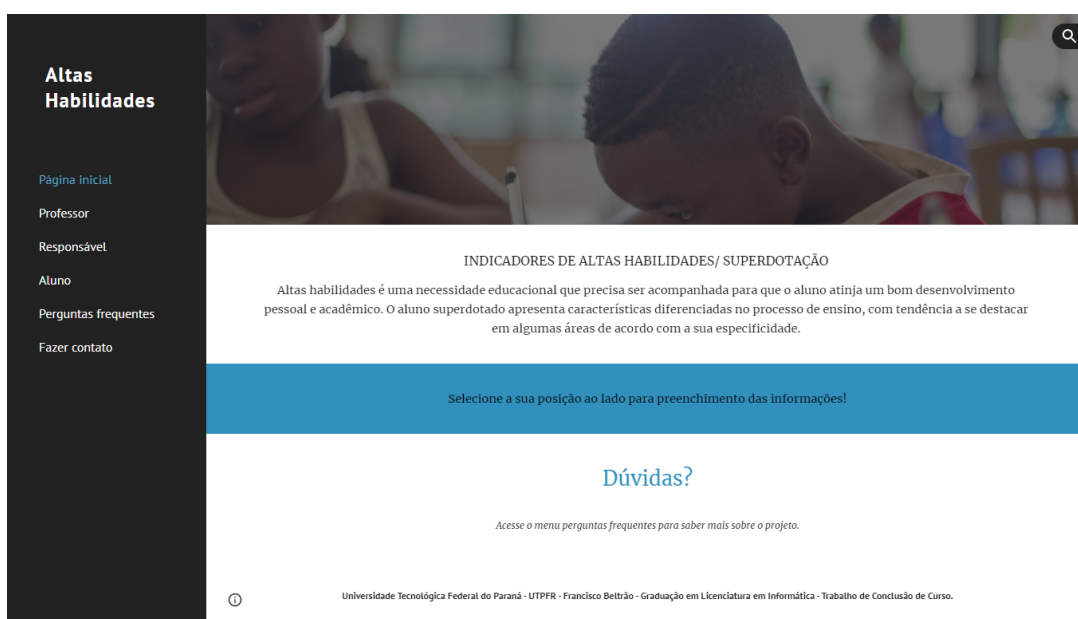 Altas
Habilidades
Página inicial
Professor
Responsável
Aluno
Perguntas frequentes
Fazer contato
INDICADORES DE ALTAS HABILIDADES/ SUPERDOTAÇÃO
Altas habilidades é uma necessidade educacional que precisa ser acompanhada para que o aluno atinja um bom desenvolvimento
pessoal e acadêmico. O aluno superdotado apresenta características diferenciadas no processo de ensino, com tendência a se destacar
em algumas áreas de acordo com a sua especificidade.
Selecione a sua posição ao lado para preenchimento das informações!
Dúvidas?
Acesse o menu perguntas frequentes para saber mais sobre o projeto.
Universidade Tecnológica Federal do Paraná - UTPFR - Francisco Beltrão - Graduação em Licenciatura em Informática - Trabalho de Conclusão de Curso.